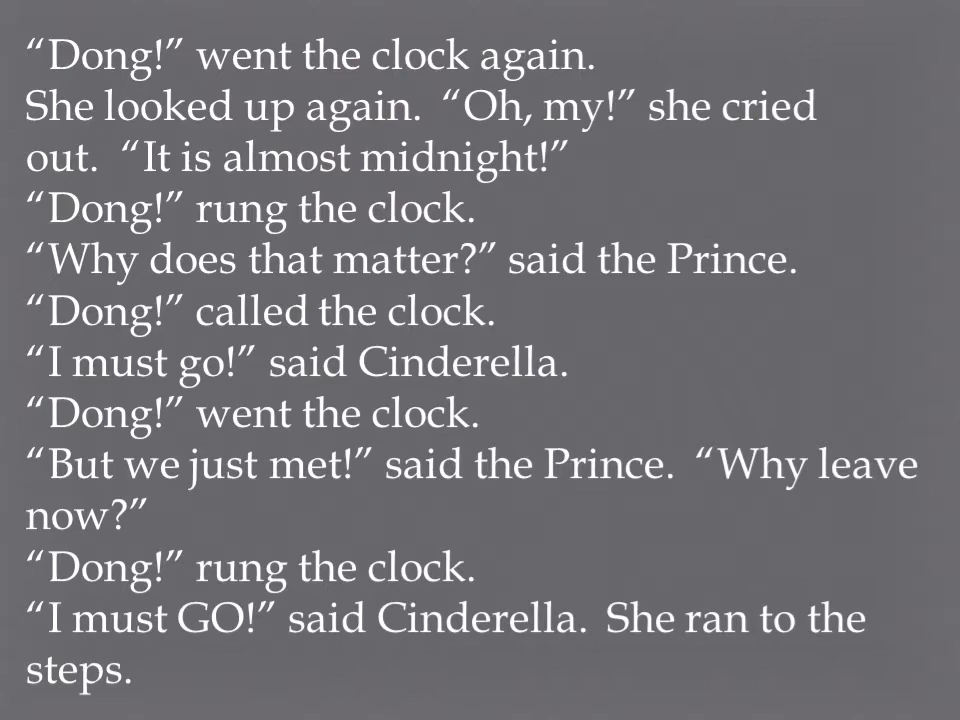 “Dong!” went the clock again.
She looked up again.  “Oh, my!” she cried
out.  “It is almost midnight!”
“Dong!” rung the clock.
“Why does that matter?” said the Prince.
“Dong!” called the clock.
“I must go!” said Cinderella.
“Dong!” went the clock.
“But we just met!” said the Prince.  “Why leave
now?”
“Dong!” rung the clock.
“I must GO!” said Cinderella.  She ran to the
steps.